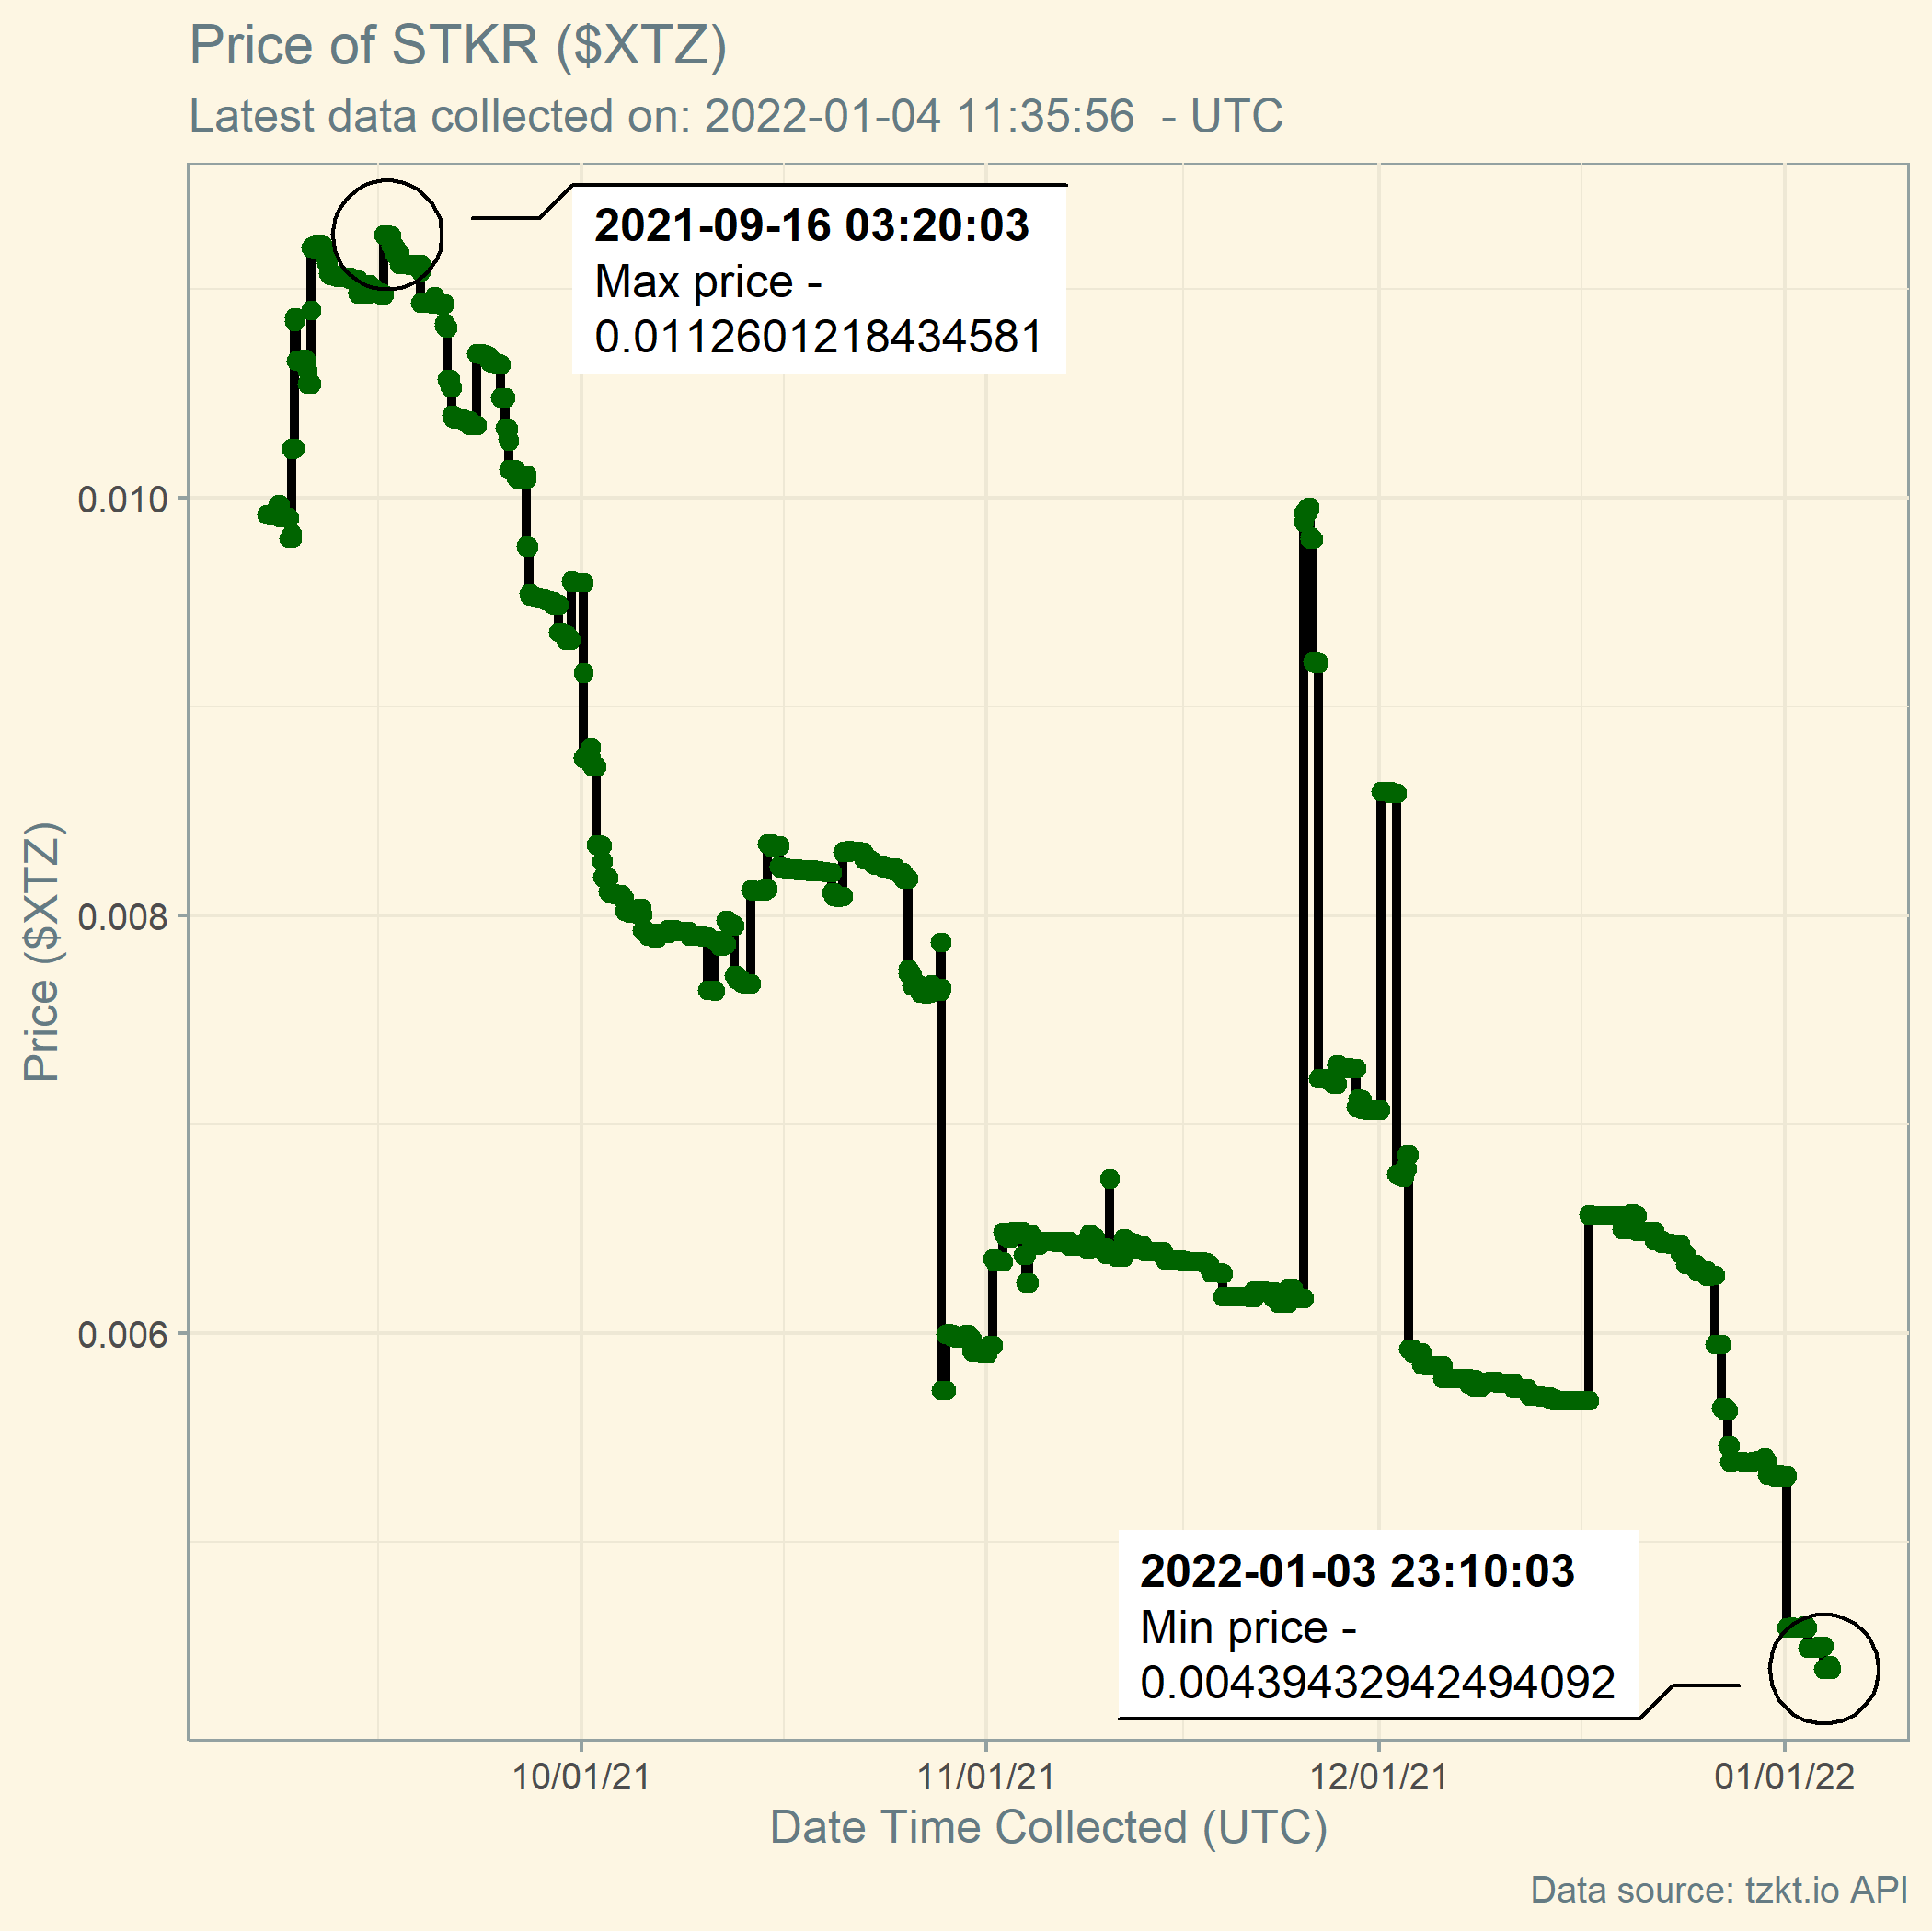 Price of STKR ($XTZ)
Latest data collected on: 2022-01-04 11:35:56  - UTC
2021-09-16 03:20:03
Max price -
0.0112601218434581
0.010
0.008
0.006
Price ($XTZ)
2022-01-03 23:10:03
Min price -
0.00439432942494092
10/01/21
11/01/21
12/01/21
01/01/22
Date Time Collected (UTC)
Data source: tzkt.io API